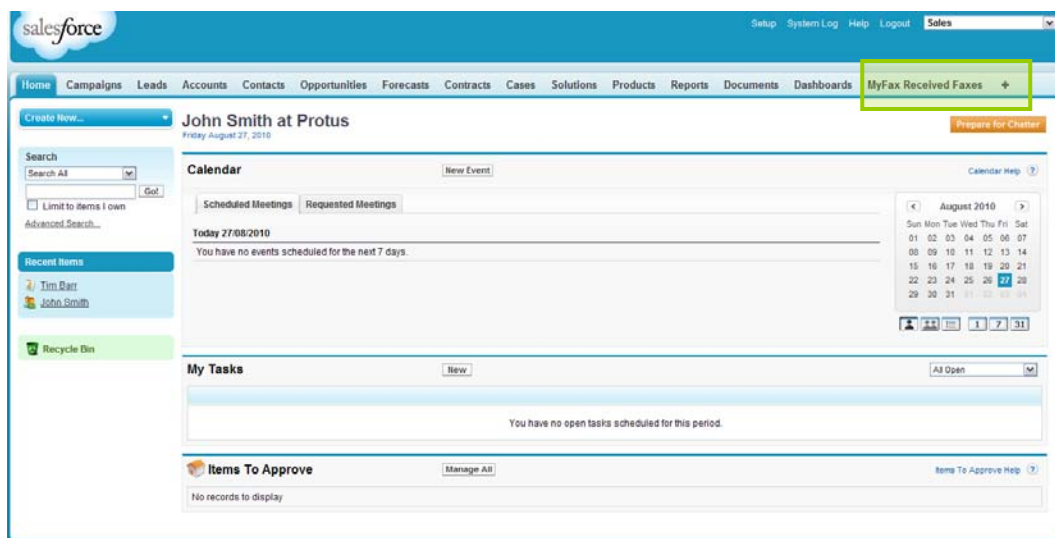 salesforce
Setup System Log Help Logout Sales
Home Campaigns Leads Accounts Contacts Opportunities Forecasts Contracts Cases Solutions Products Reports Documents Dashboards MyFax Received Faxes +
Create New...
John Smith at Protus
Friday August 27, 2010
Prepare for Chatter
Search
Search All
Go!
Limit to items I own
Advanced Search...
Recent Items
Tim Barr
John Smith
Recycle Bin
Calendar New Event Calendar Help ?
Scheduled Meetings Requested Meetings
Today 27/08/2010
You have no events scheduled for the next 7 days.
< August 2010 >
Sun Mon Tue Wed Thu Fri Sat
01 02 03 04 05 06 07
08 09 10 11 12 13 14
15 16 17 18 19 20 21
22 23 24 25 26 27 28
29 30 31
1 7 31
My Tasks New All Open
You have no open tasks scheduled for this period.
Items To Approve Manage All Items To Approve Help ?
No records to display